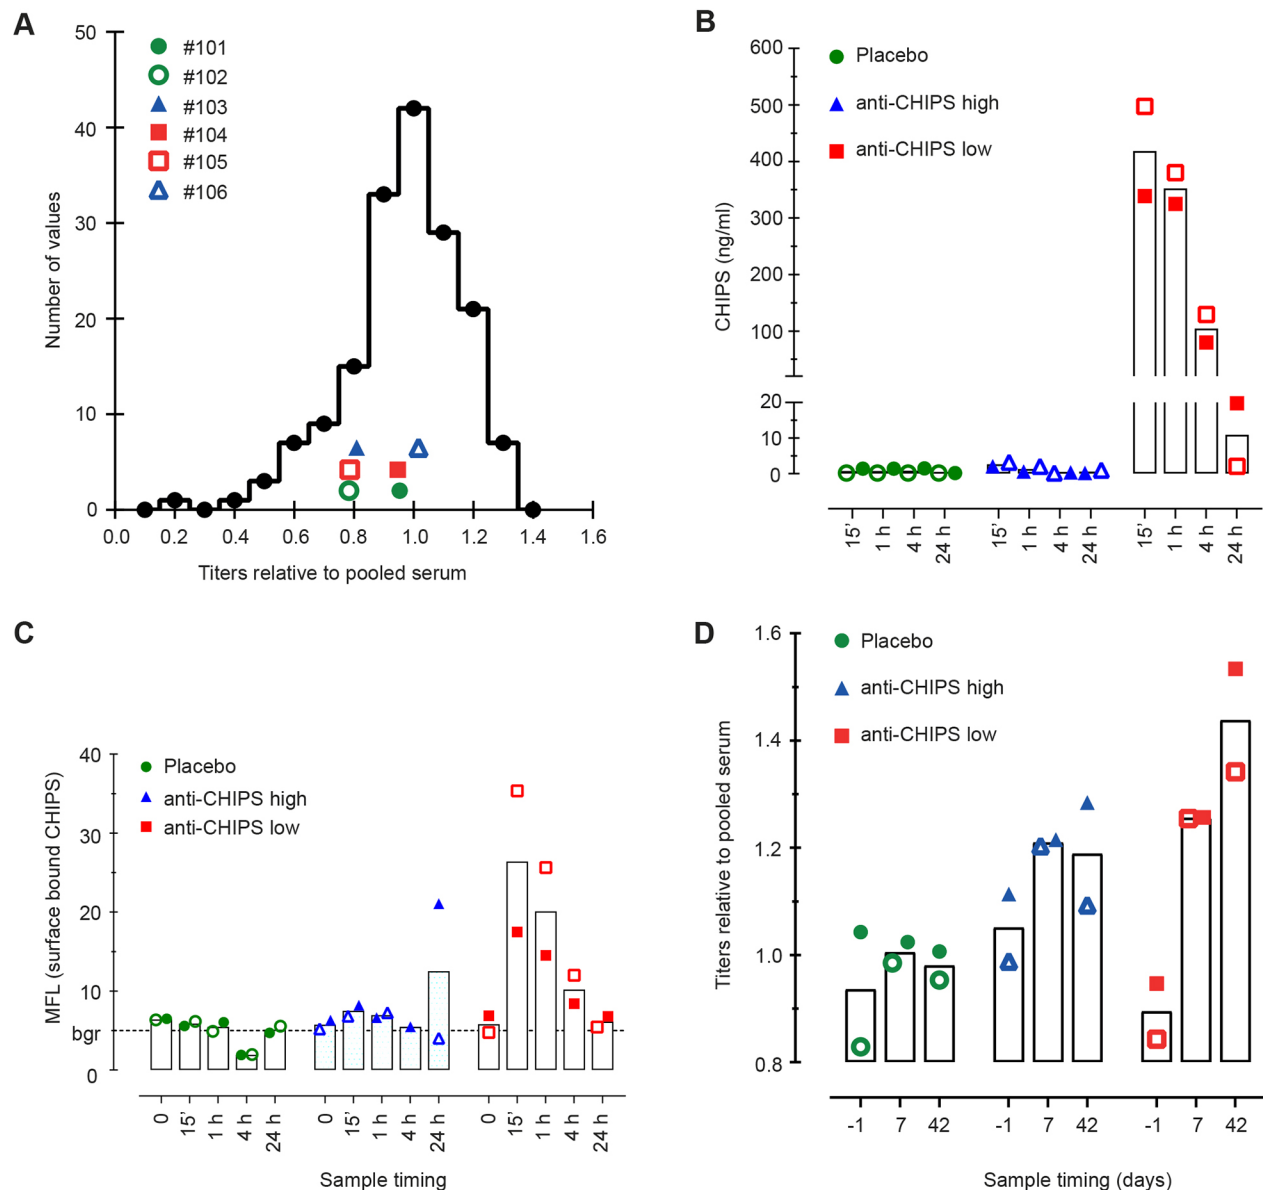 A
50
40
30
20
10
0
Number of values
#101
#102
#103
#104
#105
#106
0.0 0.2 0.4 0.6 0.8 1.0 1.2 1.4 1.6
Titers relative to pooled serum
B
600
500
400
300
200
100
20
10
0
CHIPS (ng/ml)
Placebo
anti-CHIPS high
anti-CHIPS low
15' 1 h 4 h 24 h 15' 1 h 4 h 24 h 15' 1 h 4 h 24 h
C
40
30
20
10
bgr
0
MFL (surface bound CHIPS)
Placebo
anti-CHIPS high
anti-CHIPS low
0 15' 1 h 4 h 24 h 0 15' 1 h 4 h 24 h 0 15' 1 h 4 h 24 h
Sample timing
D
1.6
1.4
1.2
1.0
0.8
Titers relative to pooled serum
Placebo
anti-CHIPS high
anti-CHIPS low
-1 7 42 -1 7 42 -1 7 42
Sample timing (days)